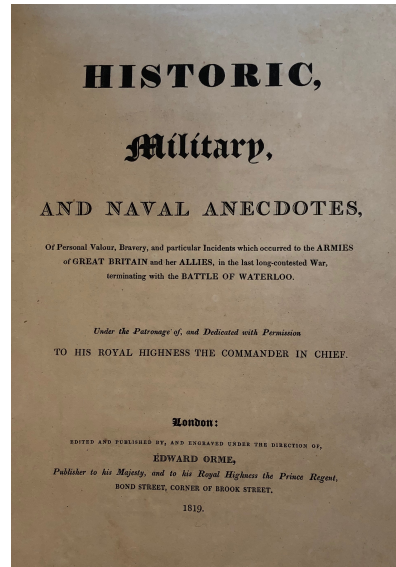 HISTORIC,
Military,
AND NAVAL ANECDOTES,
Of Personal Valour, Bravery, and particular Incidents which occurred to the ARMIES
of GREAT BRITAIN and her ALLIES, in the last long-contested War,
terminating with the BATTLE OF WATERLOO.
Under the Patronage of, and Dedicated with Permission
TO HIS ROYAL HIGHNESS THE COMMANDER IN CHIEF.
London:
EDITED AND PUBLISHED BY, AND ENGRAVED UNDER THE DIRECTION OF,
EDWARD ORME,
Publisher to his Majesty, and to his Royal Highness the Prince Regent,
BOND STREET, CORNER OF BROOK STREET.
1819.